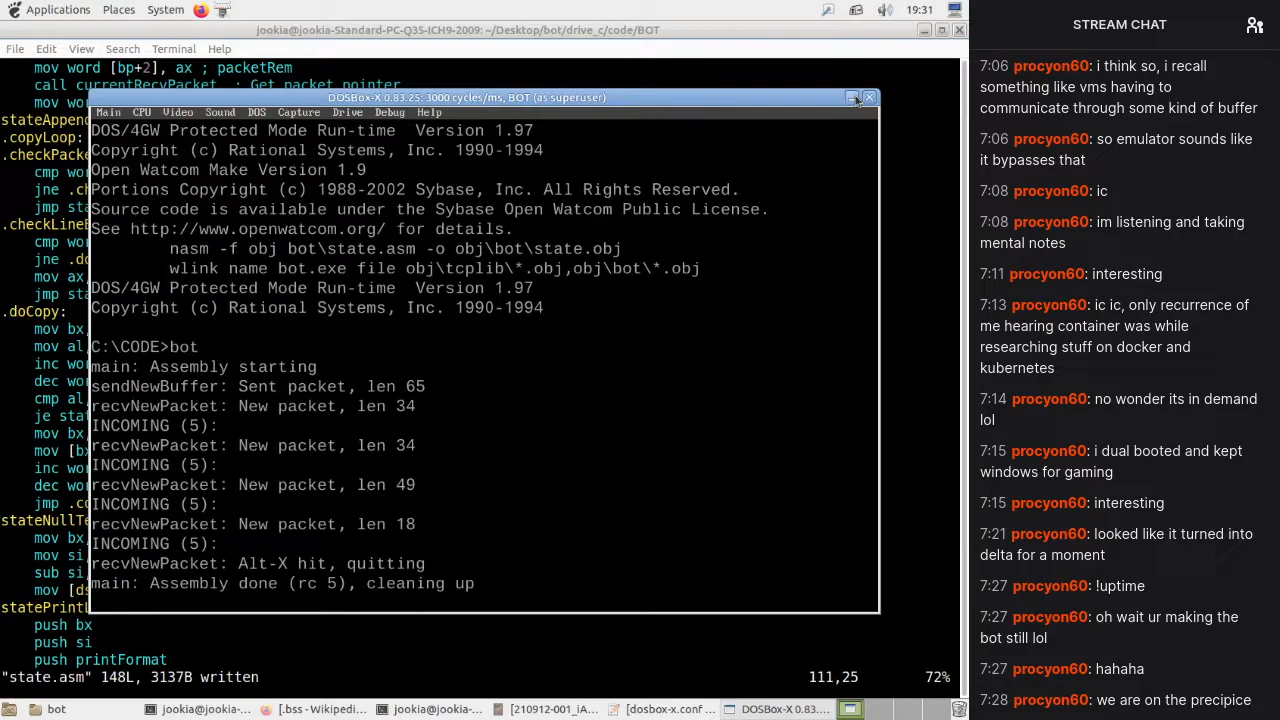 Applications Places System 19:31
jookia@jookia-Standard-PC-Q35-ICH9-2009: ~/Desktop/bot/drive_c/code/BOT
File Edit View Search Terminal Help
mov word [bp+2], ax ; packetRem
call currentRecvPacket ; Get packet pointer
mov wo
stateAppen
.copyLoop:
.checkPack
cmp wor
jne .ch
jmp sta
.checkLine
cmp wo
jne .do
mov ax,
jmp sta
.doCopy:
mov bx,
mov al,
inc wor
dec wor
cmp al,
je stat
mov bx,
mov [bx
inc wor
dec wor
jmp .co
stateNullTe
mov bx,
mov si,
sub si,
mov [ds
statePrintL
push bx
push si
push printFormat
"state.asm" 148L, 3137B written 111,25 72%
DOSBox-X 0.83.25: 3000 cycles/ms, BOT (as superuser)
Main CPU Video Sound DOS Capture Drive Debug Help
DOS/4GW Protected Mode Run-time Version 1.97
Copyright (c) Rational Systems, Inc. 1990-1994
Open Watcom Make Version 1.9
Portions Copyright (c) 1988-2002 Sybase, Inc. All Rights Reserved.
Source code is available under the Sybase Open Watcom Public License.
See http://www.openwatcom.org/ for details.
nasm -f obj bot\state.asm -o obj\bot\state.obj
wlink name bot.exe file obj\tcplib\*.obj,obj\bot\*.obj
DOS/4GW Protected Mode Run-time Version 1.97
Copyright (c) Rational Systems, Inc. 1990-1994
C:\CODE>bot
main: Assembly starting
sendNewBuffer: Sent packet, len 65
recvNewPacket: New packet, len 34
INCOMING (5):
recvNewPacket: New packet, len 34
INCOMING (5):
recvNewPacket: New packet, len 49
INCOMING (5):
recvNewPacket: New packet, len 18
INCOMING (5):
recvNewPacket: Alt-X hit, quitting
main: Assembly done (rc 5), cleaning up
bot jookia@jookia-... [.bss - Wikipedi... jookia@jookia-... [210912-001_iA... [dosbox-x.conf ... DOSBox-X 0.83....
STREAM CHAT
7:06 procyon60: i think so, i recall
something like vnis having to
communicate through some kind of buffer
7:06 procyon60: so emulator sounds like
it bypasses that
7:08 procyon60: ic
7:08 procyon60: im listening and taking
mental notes
7:11 procyon60: interesting
7:13 procyon60: ic ic, only recurrence of
me hearing container was while
researching stuff on docker and
kubernetes
7:14 procyon60: no wonder its in demand
lol
7:15 procyon60: i dual booted and kept
windows for gaming
7:15 procyon60: interesting
7:21 procyon60: looked like it turned into
delta for a moment
7:27 procyon60: !uptime
7:27 procyon60: oh wait ur making the
bot still lol
7:27 procyon60: hahaha
7:28 procyon60: we are on the precipice